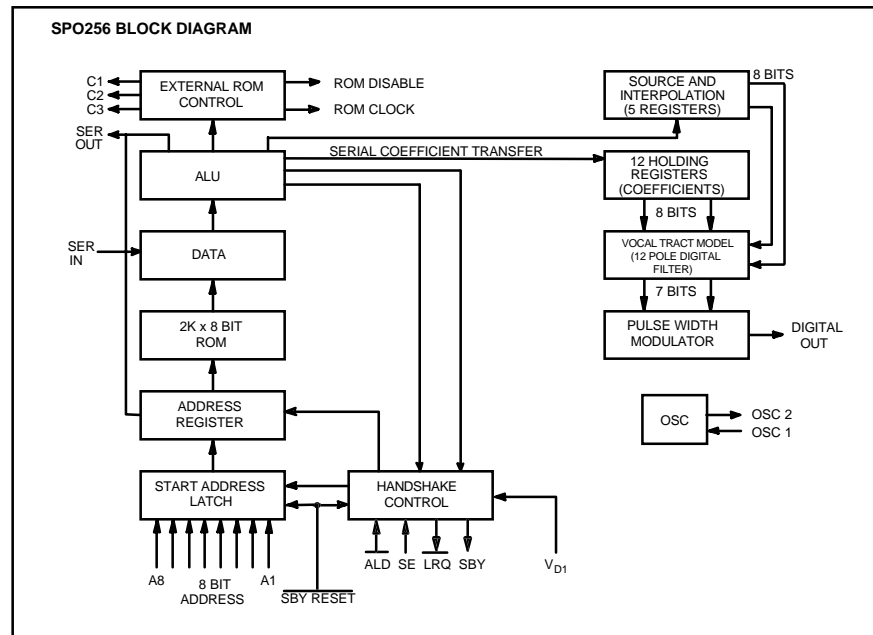 SPO256 BLOCK DIAGRAM
C1
C2
C3
EXTERNAL ROM
CONTROL
ROM DISABLE
ROM CLOCK
SOURCE AND
INTERPOLATION
(5 REGISTERS)
8 BITS
SER
OUT
ALU
SERIAL COEFFICIENT TRANSFER
12 HOLDING
REGISTERS
(COEFFICIENTS)
8 BITS
SER
IN
DATA
VOCAL TRACT MODEL
(12 POLE DIGITAL
FILTER)
7 BITS
2K x 8 BIT
ROM
PULSE WIDTH
MODULATOR
DIGITAL
OUT
ADDRESS
REGISTER
OSC
OSC 2
OSC 1
START ADDRESS
LATCH
HANDSHAKE
CONTROL
A8
8 BIT
ADDRESS
A1
SBY RESET
ALD
SE
LRQ
SBY
VD1